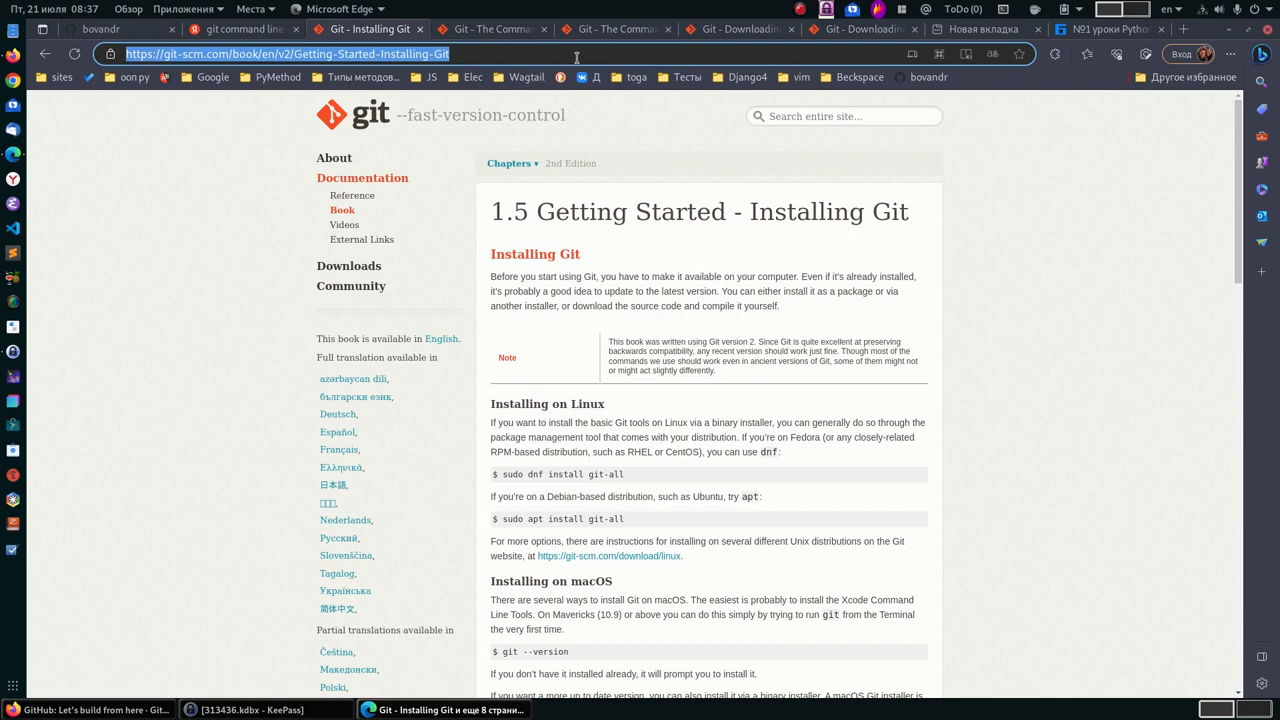 Пт, 21 июля 08:37 Обзор Приложения Места Microsoft Edge ToDo (0) en
bovandr git command line Git - Installing Git Git - The Comman Git - The Comman Git - Downloadin Git - Downloadin Новая вкладка №1 уроки Python
https://git-scm.com/book/en/v2/Getting-Started-Installing-Git Вход
sites ооп ру Google PyMethod Типы методов... JS Elec Wagtail Д toga Тесты Django4 vim Beckspace bovandr Другое избранное
git --fast-version-control Search entire site...
About
Documentation
Reference
Book
Videos
External Links
Downloads
Community
This book is available in English.
Full translation available in
azərbaycan dili,
български език,
Deutsch,
Español,
Français,
Ελληνικά,
日本語,
Nederlands,
Русский,
Slovenščina,
Tagalog,
Українська
简体中文,
Partial translations available in
Čeština,
Македонски,
Polski,
Chapters ▾ 2nd Edition
1.5 Getting Started - Installing Git
Installing Git
Before you start using Git, you have to make it available on your computer. Even if it's already installed,
it's probably a good idea to update to the latest version. You can either install it as a package or via
another installer, or download the source code and compile it yourself.
Note
This book was written using Git version 2. Since Git is quite excellent at preserving
backwards compatibility, any recent version should work just fine. Though most of the
commands we use should work even in ancient versions of Git, some of them might not
or might act slightly differently.
Installing on Linux
If you want to install the basic Git tools on Linux via a binary installer, you can generally do so through the
package management tool that comes with your distribution. If you're on Fedora (or any closely-related
RPM-based distribution, such as RHEL or CentOS), you can use dnf:
$ sudo dnf install git-all
If you're on a Debian-based distribution, such as Ubuntu, try apt:
$ sudo apt install git-all
For more options, there are instructions for installing on several different Unix distributions on the Git
website, at https://git-scm.com/download/linux.
Installing on macOS
There are several ways to install Git on macOS. The easiest is probably to install the Xcode Command
Line Tools. On Mavericks (10.9) or above you can do this simply by trying to run git from the Terminal
the very first time.
$ git --version
If you don't have it installed already, it will prompt you to install it.
If you want a more up to date version, you can also install it via a binary installer. A macOS Git installer is
GitHub: Let's build from here · Git... [313436.kdbx - KeePass] Git - Installing Git и еще 8 страни...